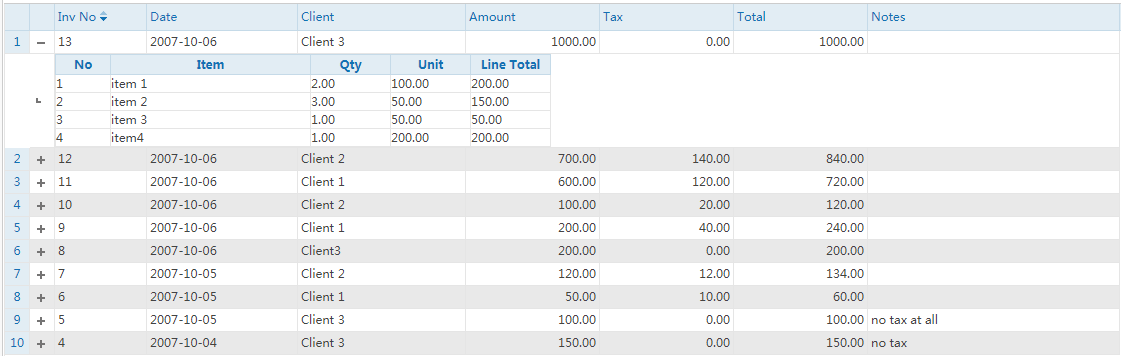 Inv No Date Client Amount Tax Total Notes
1 13 2007-10-06 Client 3 1000.00 0.00 1000.00
No Item Qty Unit Line Total
1 item 1 2.00 100.00 200.00
2 item 2 3.00 50.00 150.00
3 item 3 1.00 50.00 50.00
4 item4 1.00 200.00 200.00
2 12 2007-10-06 Client 2 700.00 140.00 840.00
3 11 2007-10-06 Client 1 600.00 120.00 720.00
4 10 2007-10-06 Client 2 100.00 20.00 120.00
5 9 2007-10-06 Client 1 200.00 40.00 240.00
6 8 2007-10-06 Client3 200.00 0.00 200.00
7 7 2007-10-05 Client 2 120.00 12.00 134.00
8 6 2007-10-05 Client 1 50.00 10.00 60.00
9 5 2007-10-05 Client 3 100.00 0.00 100.00 no tax at all
10 4 2007-10-04 Client 3 150.00 0.00 150.00 no tax